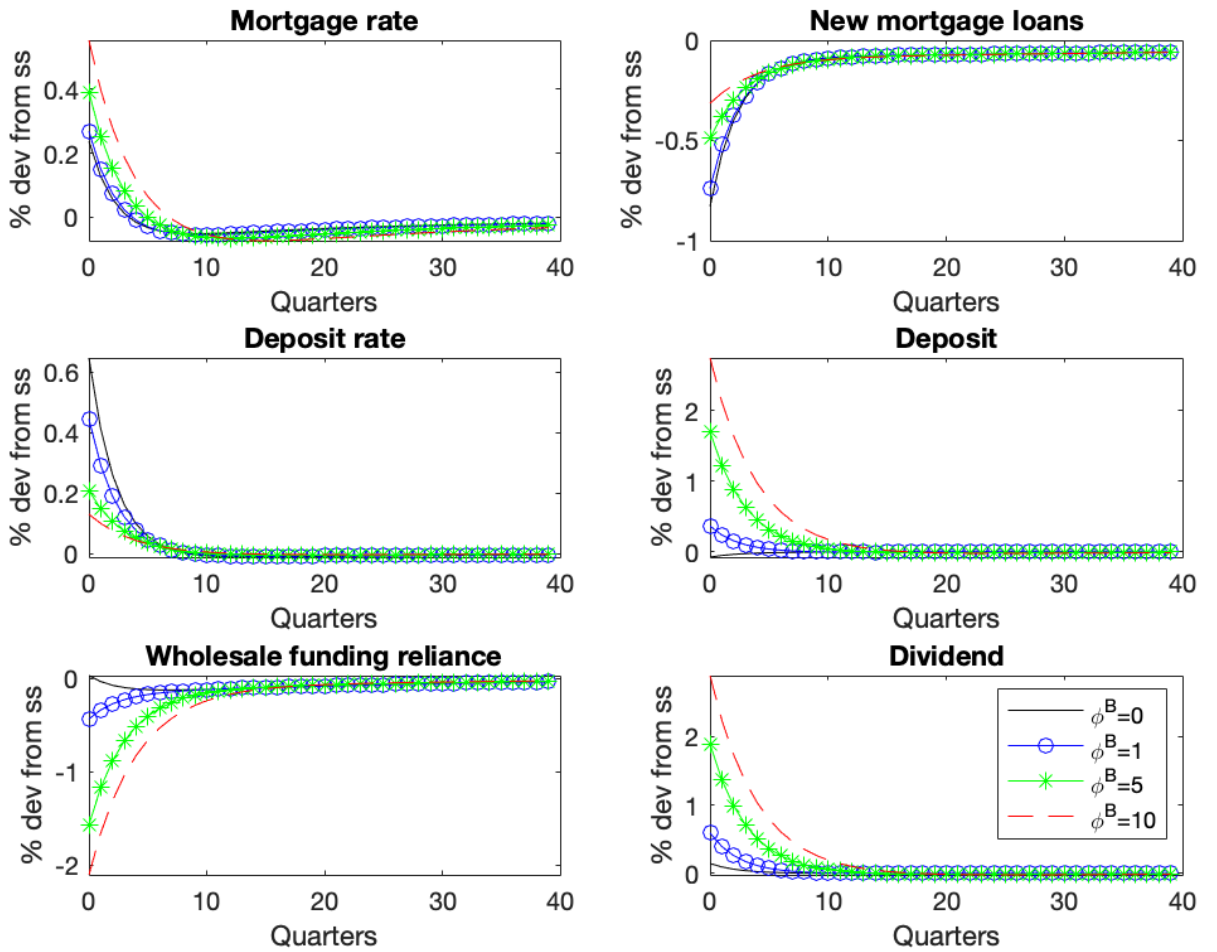 Mortgage rate
% dev from ss
0.4
0.2
0
0 10 20 30 40
Quarters
New mortgage loans
% dev from ss
0
-0.5
-1
0 10 20 30 40
Quarters
Deposit rate
% dev from ss
0.6
0.4
0.2
0
0 10 20 30 40
Quarters
Deposit
% dev from ss
2
1
0
0 10 20 30 40
Quarters
Wholesale funding reliance
% dev from ss
0
-1
-2
0 10 20 30 40
Quarters
Dividend
% dev from ss
2
1
0
0 10 20 30 40
Quarters
ϕ^B=0
ϕ^B=1
ϕ^B=5
ϕ^B=10